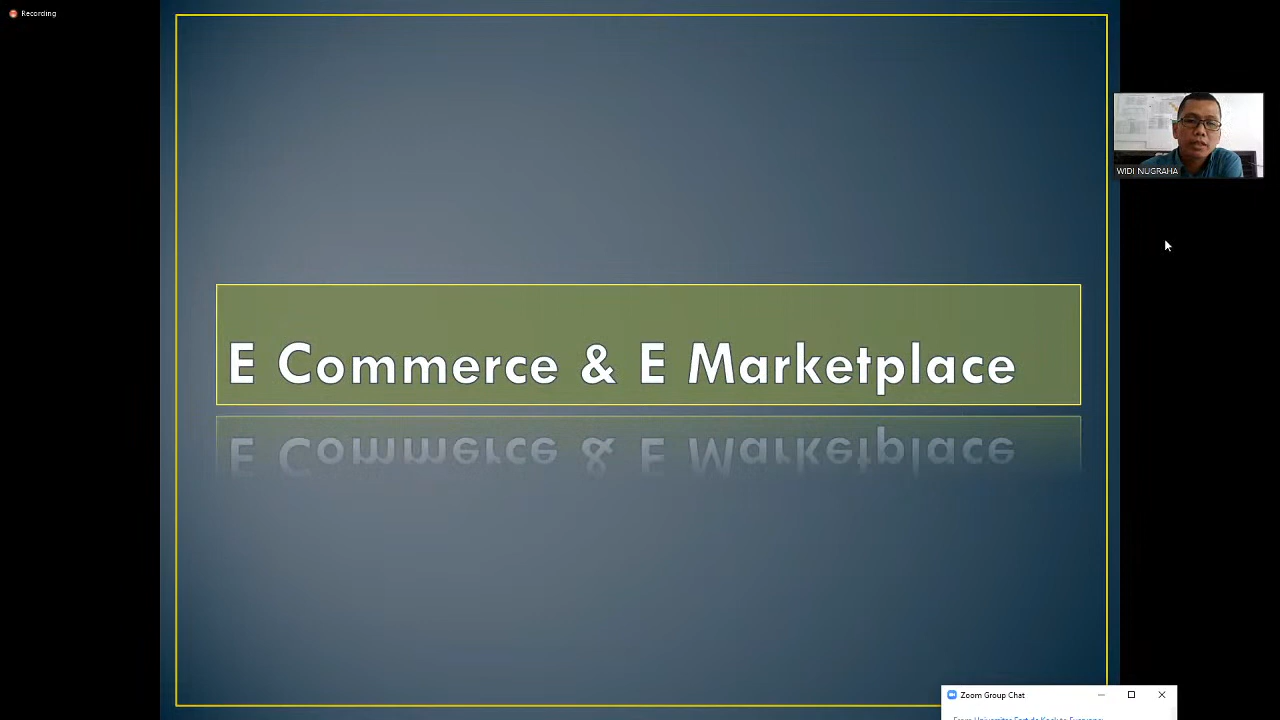 Recording
WIDI NUGRAHA
E Commerce & E Marketplace
Zoom Group Chat